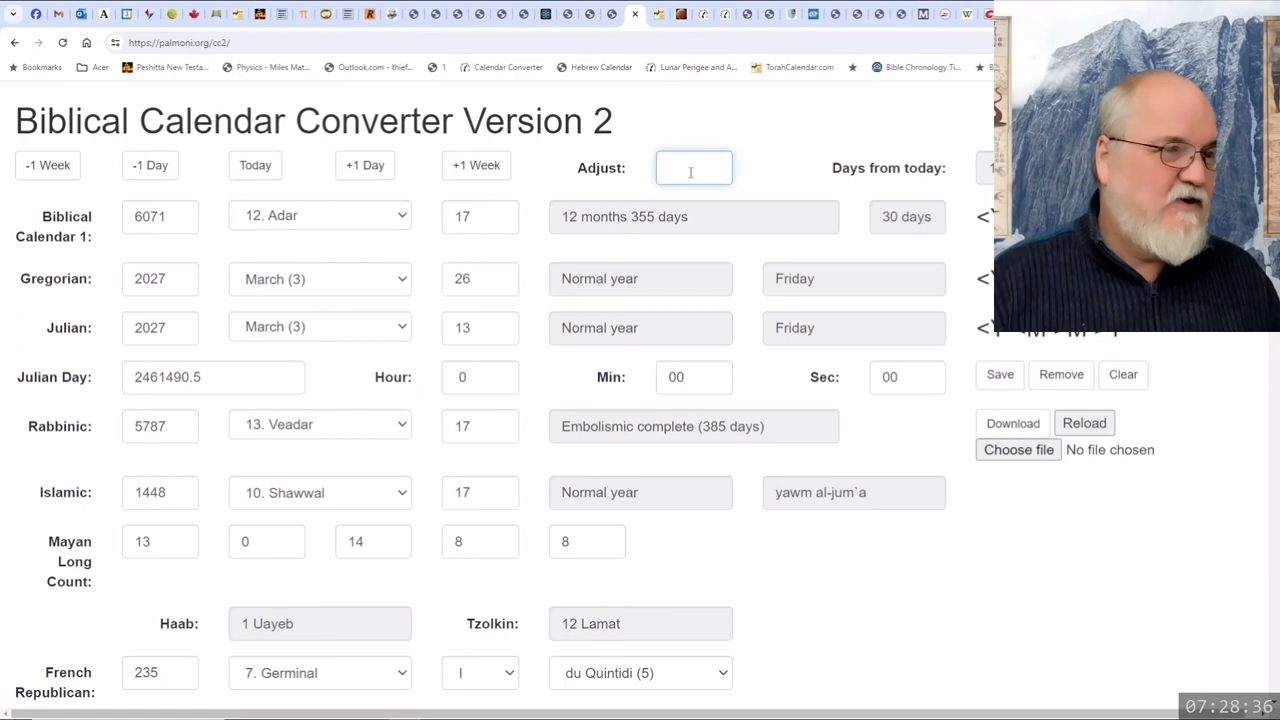 https://palmoni.org/cc2/
Bookmarks Acer Peshitta New Testa... Physics - Miles Ma... Outlook.com - thief... 1 Calendar Converter Hebrew Calendar Lunar Perigee and A... TorahCalendar.com Bible Chronology Ti...
Biblical Calendar Converter Version 2
-1 Week -1 Day Today +1 Day +1 Week Adjust: Days from today:
Biblical Calendar 1: 6071 12. Adar 17 12 months 355 days 30 days
Gregorian: 2027 March (3) 26 Normal year Friday
Julian: 2027 March (3) 13 Normal year Friday
Julian Day: 2461490.5 Hour: 0 Min: 00 Sec: 00 Save Remove Clear
Rabbinic: 5787 13. Veadar 17 Embolismic complete (385 days) Download Reload
Choose file No file chosen
Islamic: 1448 10. Shawwal 17 Normal year yawm al-jum`a
Mayan Long Count: 13 0 14 8 8
Haab: 1 Uayeb Tzolkin: 12 Lamat
French Republican: 235 7. Germinal I du Quintidi (5)
07:28:36